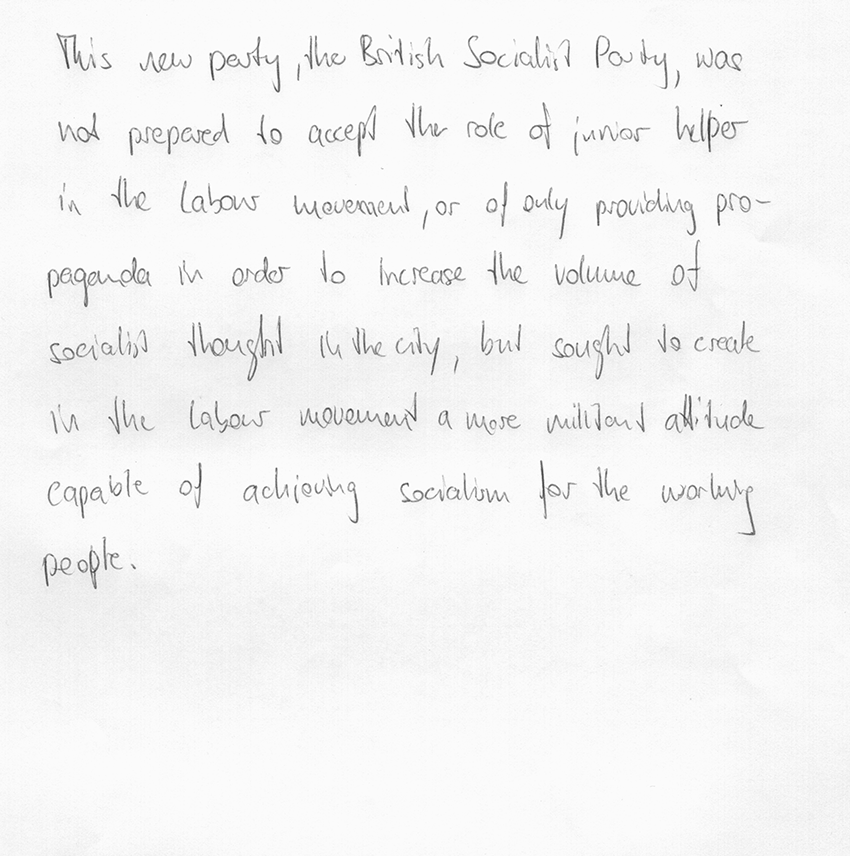 This new party, the British Socialist Party, was
not prepared to accept the role of junior helper
in the Labour movement, or of only providing pro-
paganda in order to increase the volume of
socialist thought in the city, but sought to create
in the Labour movement a more militant attitude
capable of achieving socialism for the working
people.